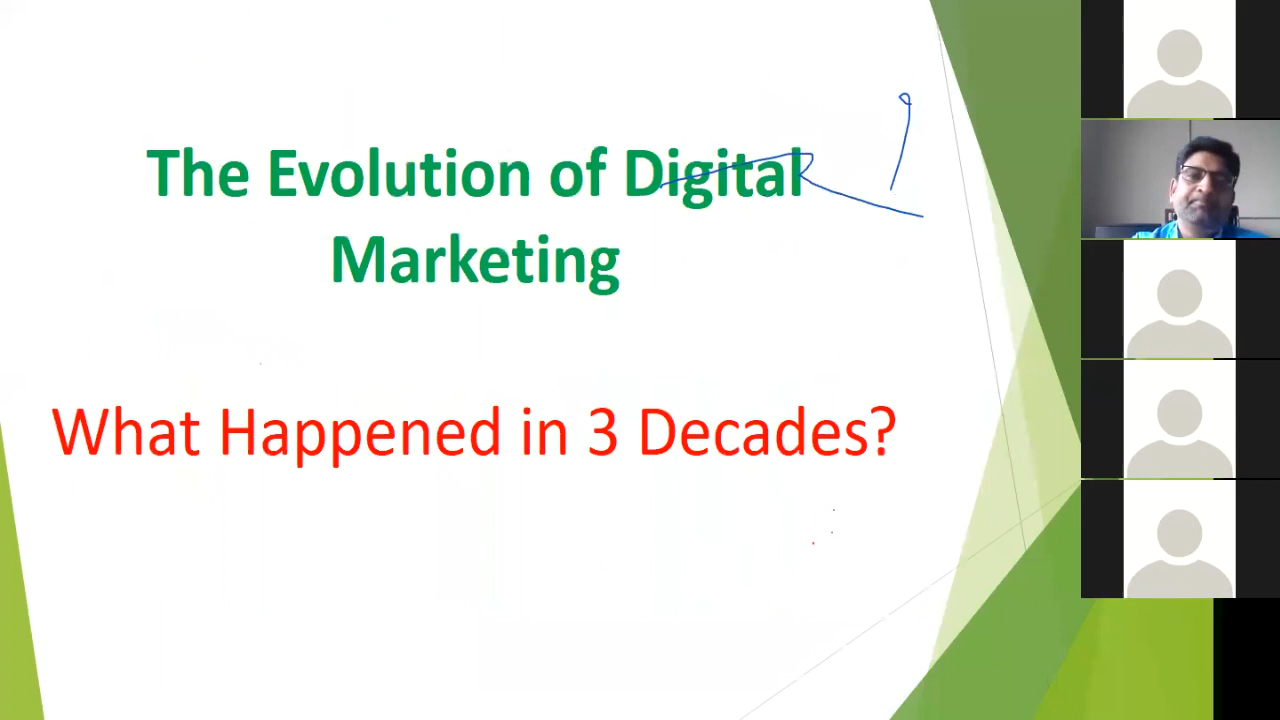 The Evolution of Digital
Marketing
What Happened in 3 Decades?